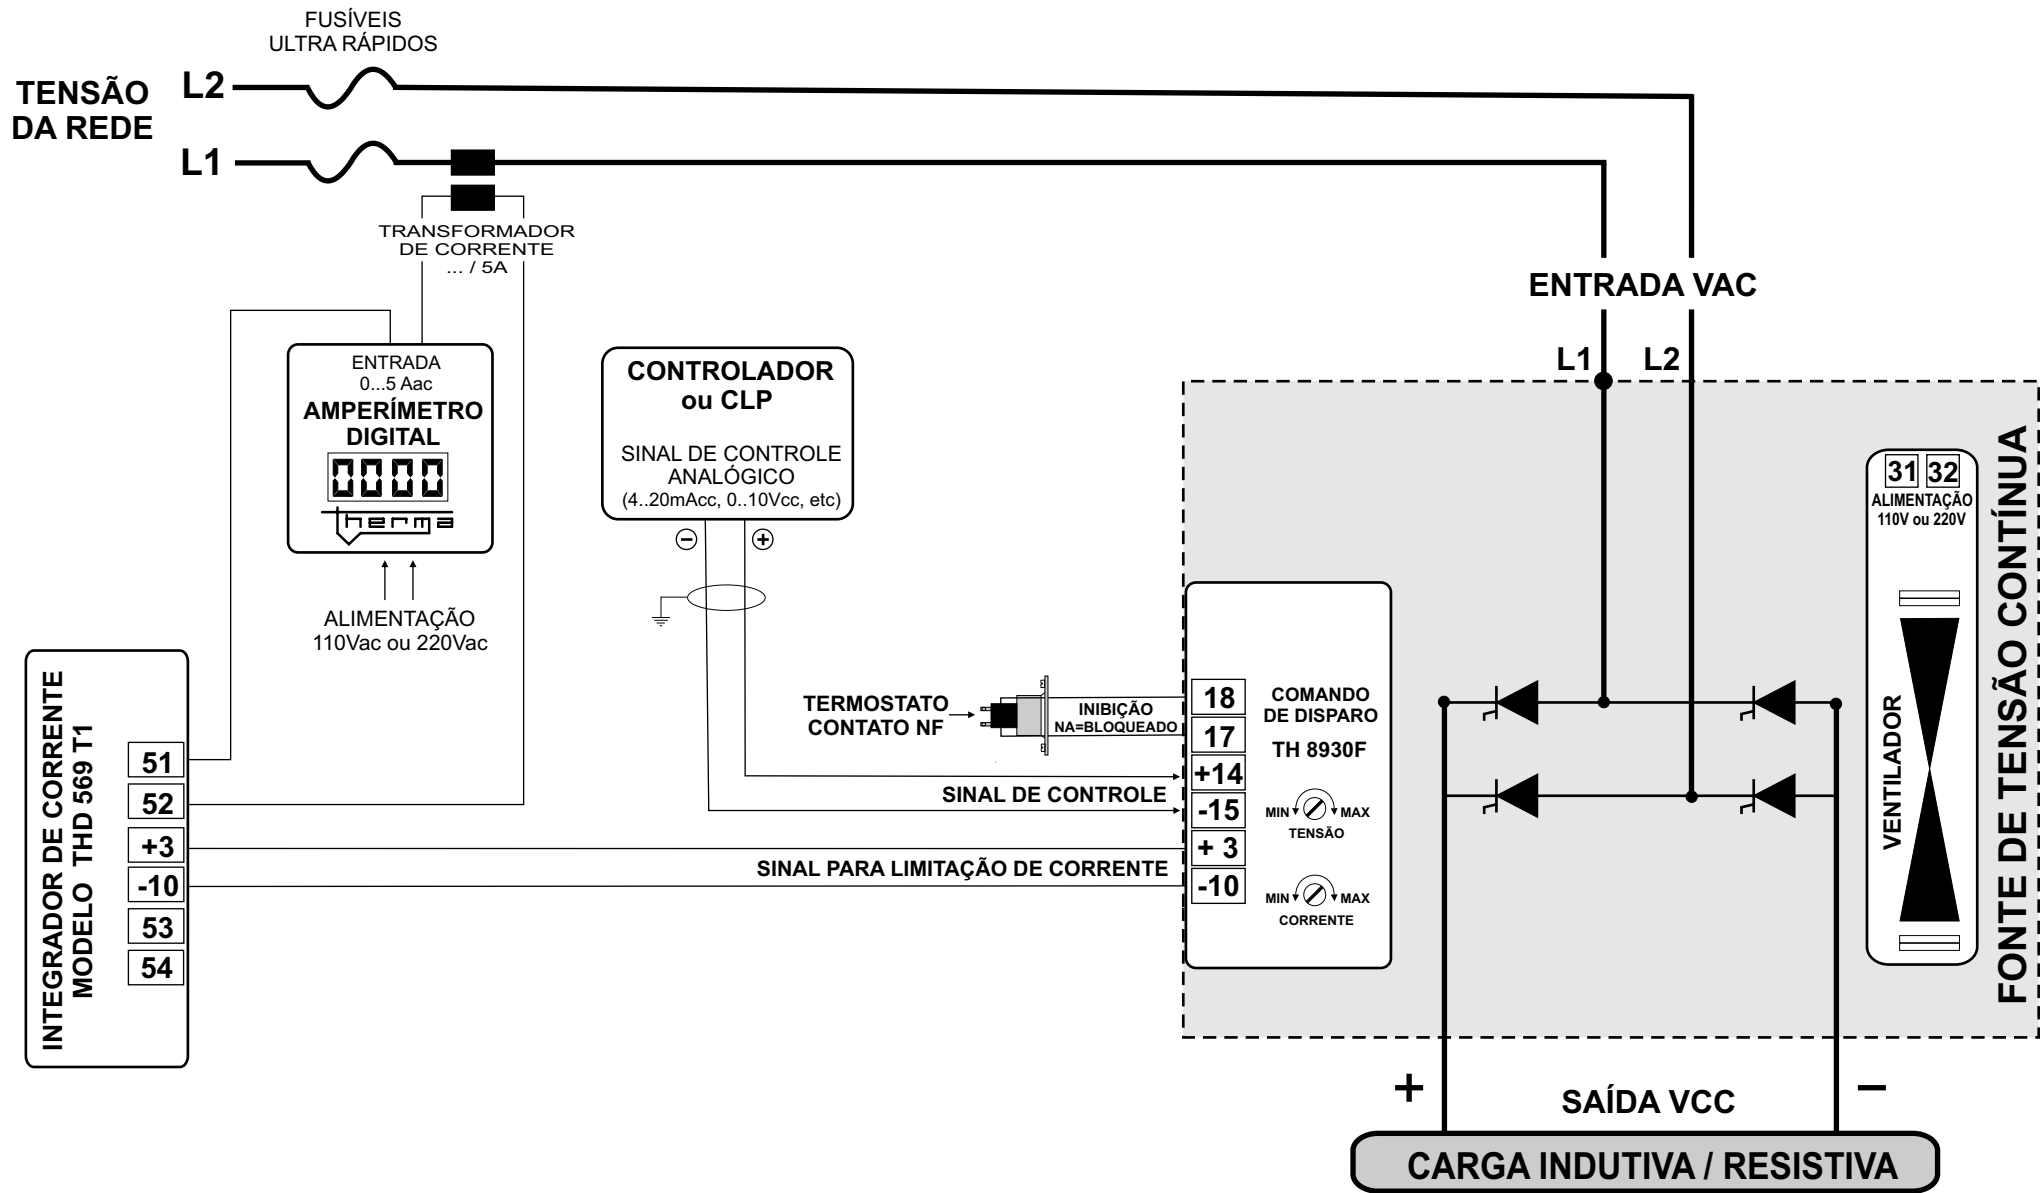 FUSÍVEIS
ULTRA RÁPIDOS
TENSÃO
DA REDE
L2
L1
TRANSFORMADOR
DE CORRENTE
... / 5A
ENTRADA VAC
L1 L2
ENTRADA
0...5 Aac
AMPERÍMETRO
DIGITAL
0000
therma
ALIMENTAÇÃO
110Vac ou 220Vac
CONTROLADOR
ou CLP
SINAL DE CONTROLE
ANALÓGICO
(4..20mAcc, 0..10Vcc, etc)
− +
INTEGRADOR DE CORRENTE
MODELO THD 569 T1
51
52
+3
-10
53
54
TERMOSTATO
CONTATO NF
INIBIÇÃO
NA=BLOQUEADO
SINAL DE CONTROLE
SINAL PARA LIMITAÇÃO DE CORRENTE
18
17
+14
-15
+ 3
-10
COMANDO
DE DISPARO
TH 8930F
MIN MAX
TENSÃO
MIN MAX
CORRENTE
31 32
ALIMENTAÇÃO
110V ou 220V
VENTILADOR
FONTE DE TENSÃO CONTÍNUA
+ SAÍDA VCC −
CARGA INDUTIVA / RESISTIVA